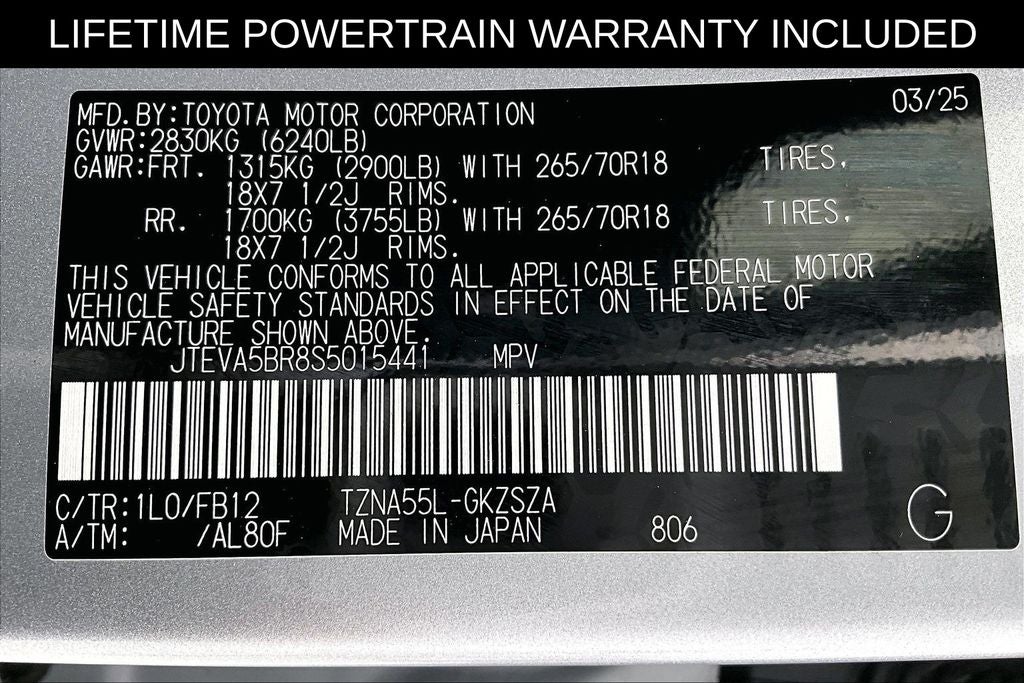 LIFETIME POWERTRAIN WARRANTY INCLUDED
MFD.BY:TOYOTA MOTOR CORPORATION 03/25
GVWR:2830KG (6240LB)
GAWR:FRT. 1315KG (2900LB) WITH 265/70R18 TIRES,
18X7 1/2J RIMS.
RR. 1700KG (3755LB) WITH 265/70R18 TIRES,
18X7 1/2J RIMS.
THIS VEHICLE CONFORMS TO ALL APPLICABLE FEDERAL MOTOR
VEHICLE SAFETY STANDARDS IN EFFECT ON THE DATE OF
MANUFACTURE SHOWN ABOVE.
JTEVA5BR8S5015441 MPV
C/TR:1L0/FB12 TZNA55L-GKZSZA
A/TM: /AL80F MADE IN JAPAN 806 G